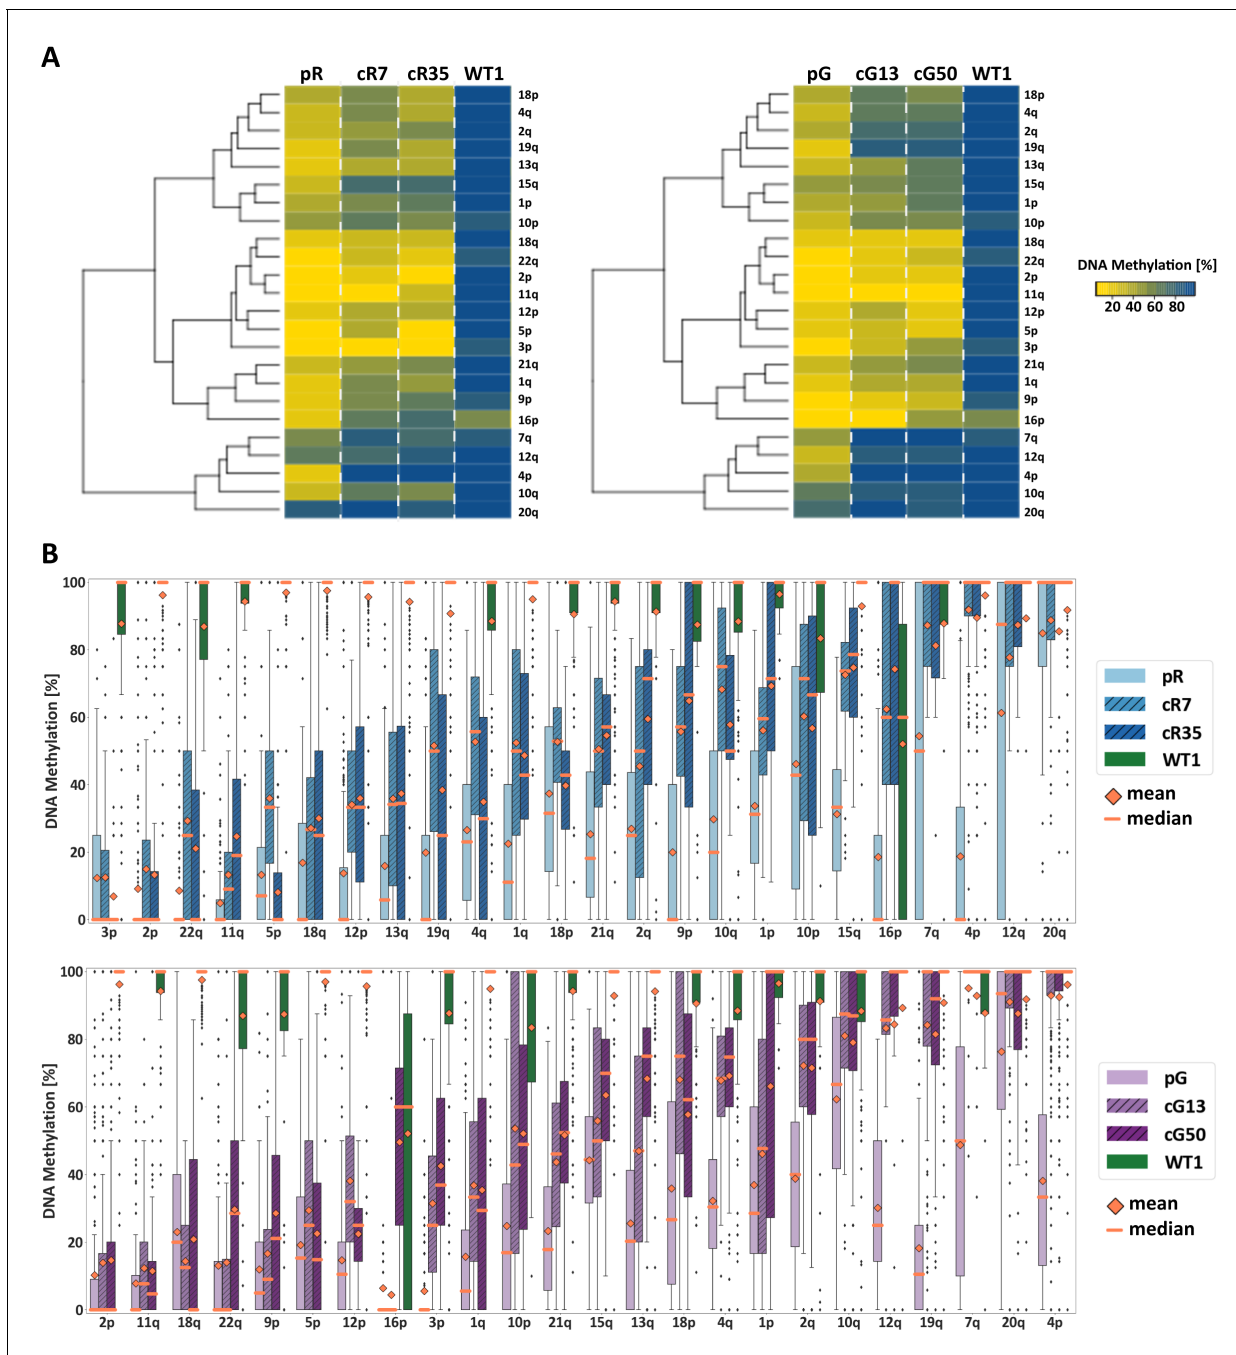 A
pR cR7 cR35 WT1
18p
4q
2q
19q
13q
15q
1p
10p
18q
22q
2p
11q
12p
5p
3p
21q
1q
9p
16p
7q
12q
4p
10q
20q
pG cG13 cG50 WT1
18p
4q
2q
19q
13q
15q
1p
10p
18q
22q
2p
11q
12p
5p
3p
21q
1q
9p
16p
7q
12q
4p
10q
20q
DNA Methylation [%]
20 40 60 80
B
DNA Methylation [%]
100
80
60
40
20
0
3p 2p 22q 11q 5p 18q 12p 13q 19q 4q 1q 18p 21q 2q 9p 10q 1p 10p 15q 16p 7q 4p 12q 20q
pR
cR7
cR35
WT1
mean
median
DNA Methylation [%]
100
80
60
40
20
0
2p 11q 18q 22q 9p 5p 12p 16p 3p 1q 10p 21q 15q 13q 18p 4q 1p 2q 10q 12q 19q 7q 20q 4p
pG
cG13
cG50
WT1
mean
median